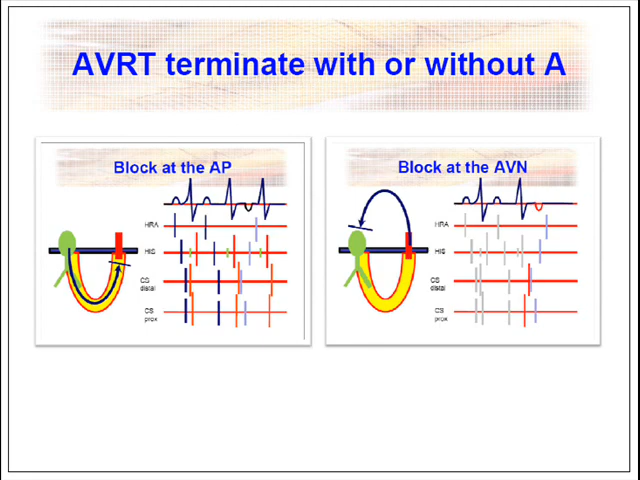 AVRT terminate with or without A
Block at the AP
HRA
HIS
CS
distal
CS
prox
Block at the AVN
HRA
HIS
CS
distal
CS
prox